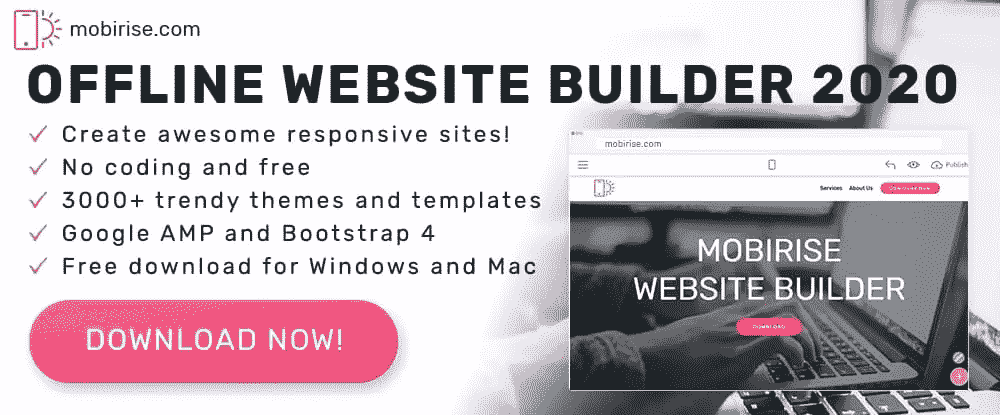 mobirise.com
OFFLINE WEBSITE BUILDER 2020
Create awesome responsive sites!
No coding and free
3000+ trendy themes and templates
Google AMP and Bootstrap 4
Free download for Windows and Mac
DOWNLOAD NOW!
mobirise.com
Publish
Services About Us
MOBIRISE
WEBSITE BUILDER
DOWNLOAD